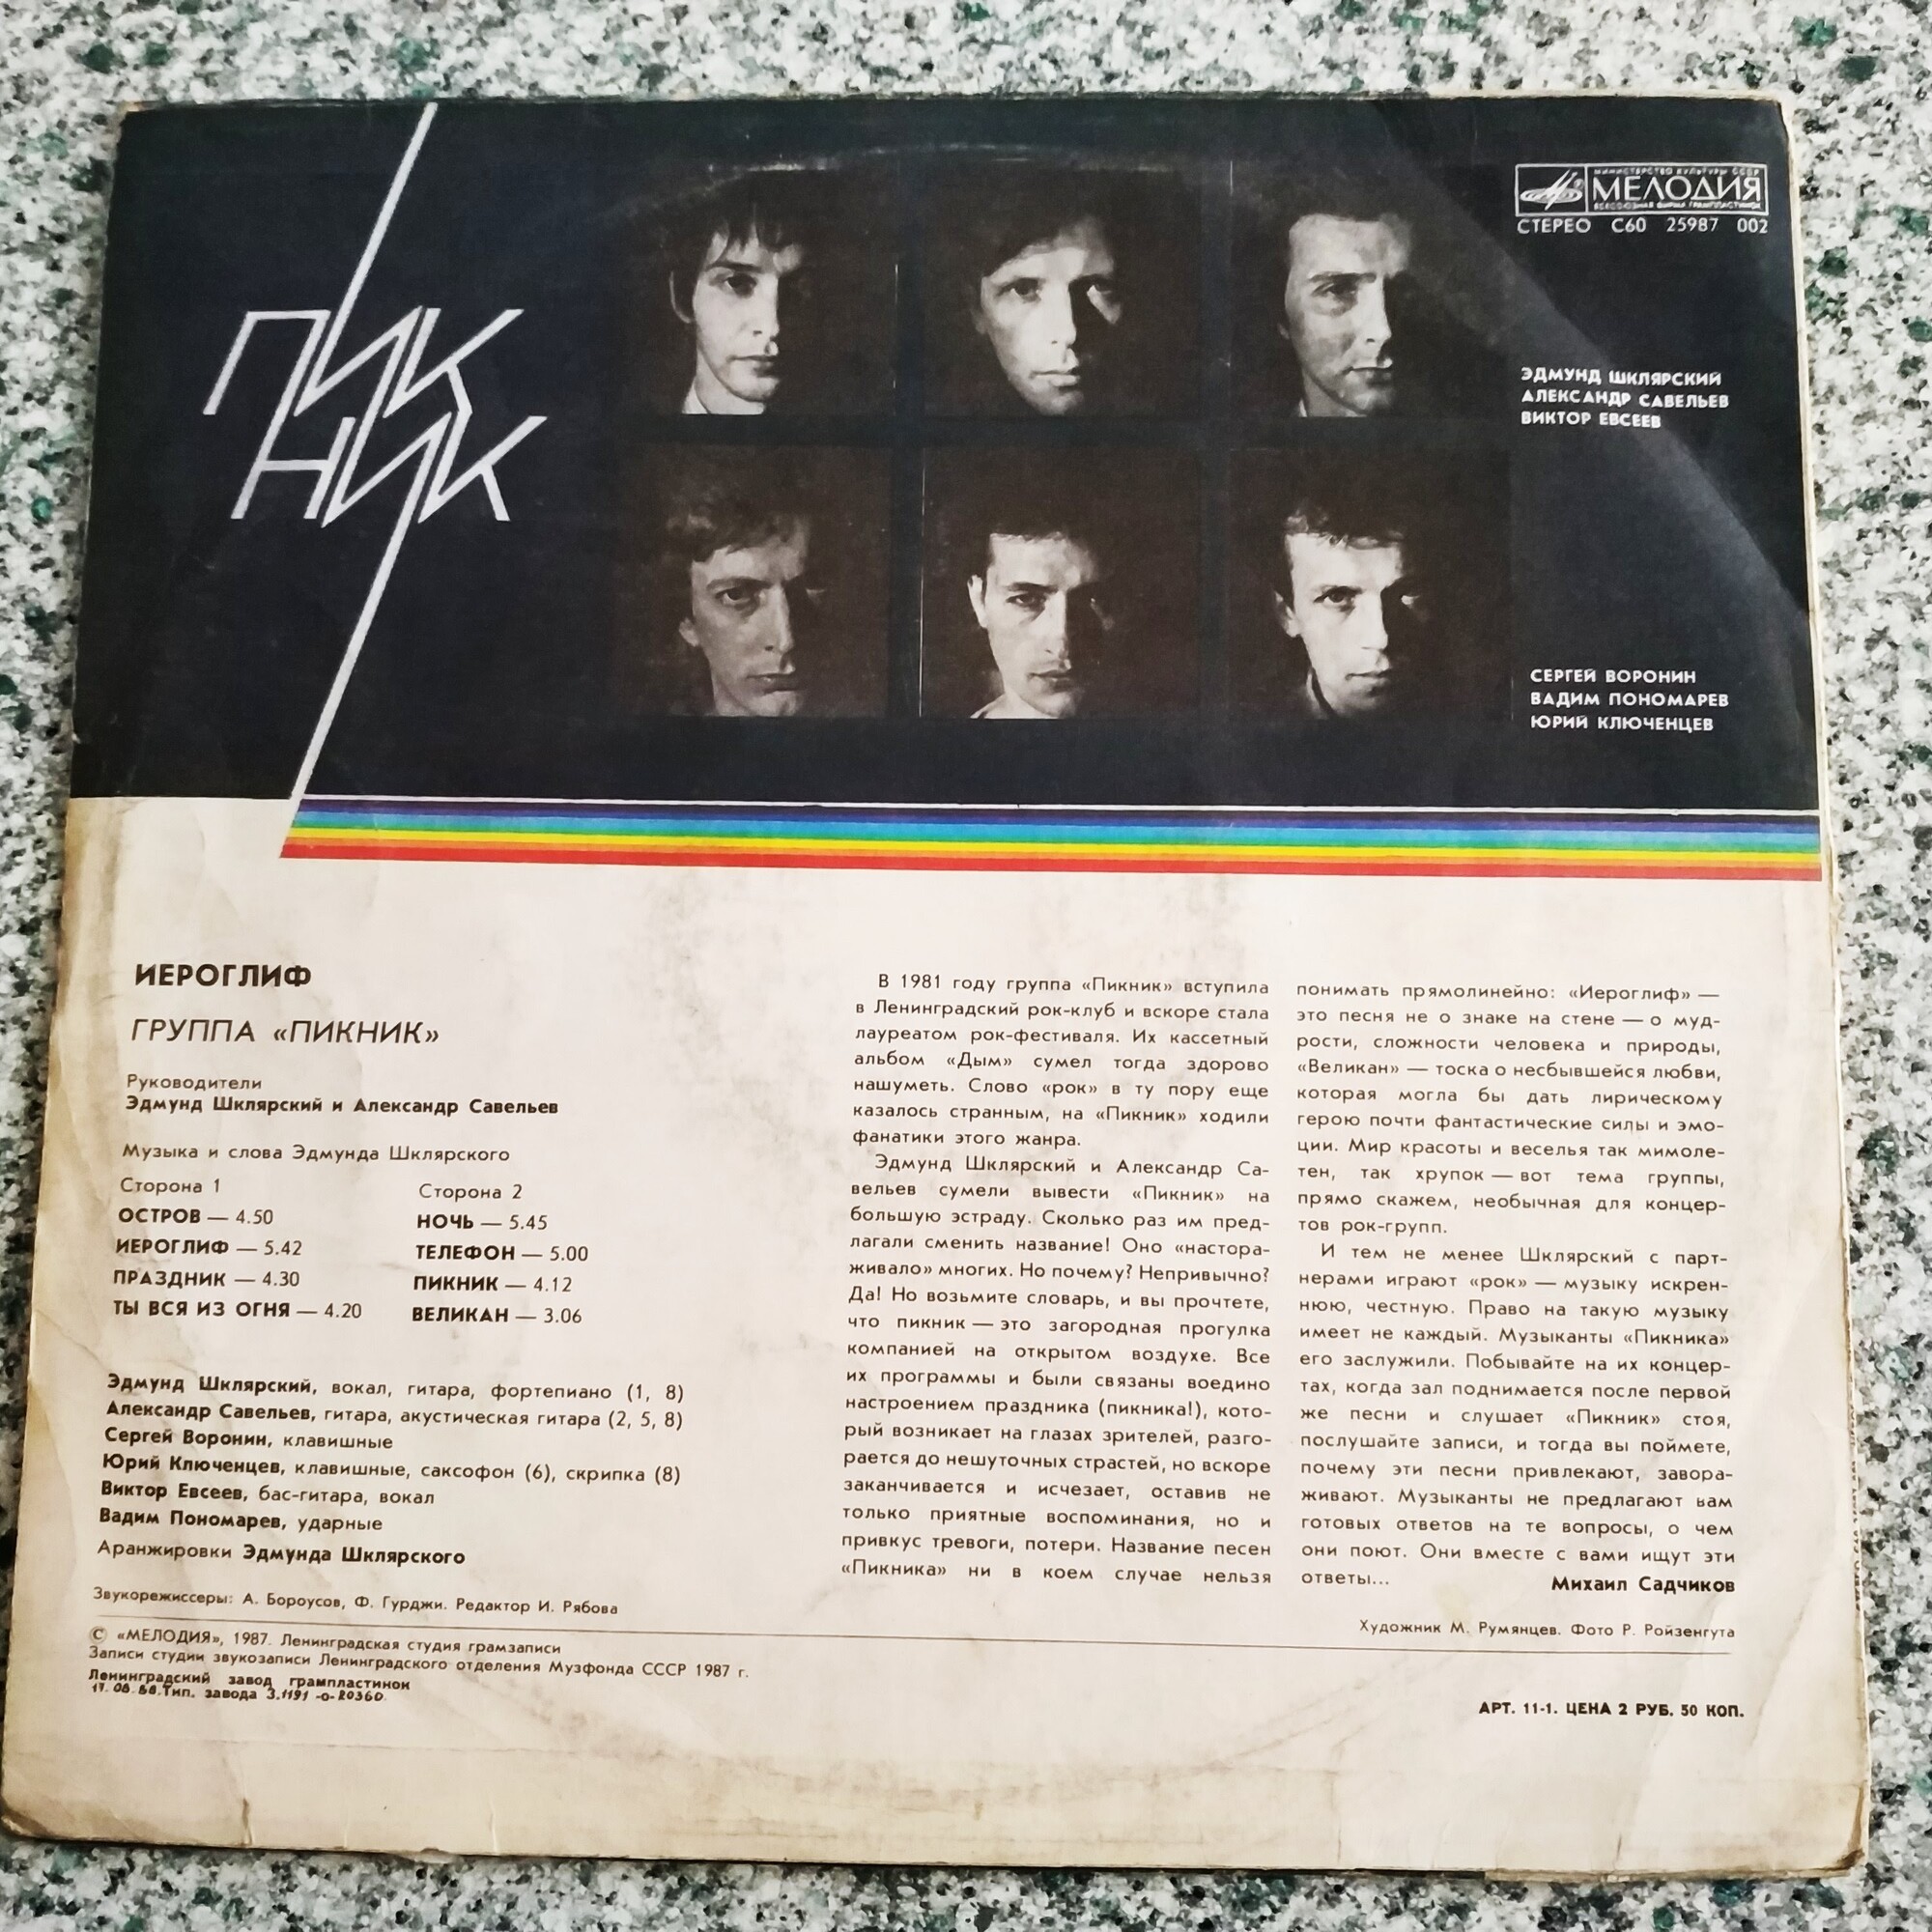 ПИК
НИК
МИНИСТЕРСТВО КУЛЬТУРЫ СССР
МЕЛОДИЯ
ВСЕСОЮЗНАЯ ФИРМА ГРАМПЛАСТИНОК
СТЕРЕО С60 25987 002
ЭДМУНД ШКЛЯРСКИЙ
АЛЕКСАНДР САВЕЛЬЕВ
ВИКТОР ЕВСЕЕВ
СЕРГЕЙ ВОРОНИН
ВАДИМ ПОНОМАРЕВ
ЮРИЙ КЛЮЧЕНЦЕВ
ИЕРОГЛИФ
ГРУППА «ПИКНИК»
Руководители
Эдмунд Шклярский и Александр Савельев
Музыка и слова Эдмунда Шклярского
Сторона 1
ОСТРОВ — 4.50
ИЕРОГЛИФ — 5.42
ПРАЗДНИК — 4.30
ТЫ ВСЯ ИЗ ОГНЯ — 4.20
Сторона 2
НОЧЬ — 5.45
ТЕЛЕФОН — 5.00
ПИКНИК — 4.12
ВЕЛИКАН — 3.06
Эдмунд Шклярский, вокал, гитара, фортепиано (1, 8)
Александр Савельев, гитара, акустическая гитара (2, 5, 8)
Сергей Воронин, клавишные
Юрий Ключенцев, клавишные, саксофон (6), скрипка (8)
Виктор Евсеев, бас-гитара, вокал
Вадим Пономарев, ударные
Аранжировки Эдмунда Шклярского
Звукорежиссеры: А. Бороусов, Ф. Гурджи. Редактор И. Рябова
© «МЕЛОДИЯ», 1987. Ленинградская студия грамзаписи
Записи студии звукозаписи Ленинградского отделения Музфонда СССР 1987 г.
Ленинградский завод грампластинок
17.06.88.Тип. завода З.1191 -о-20360.
В 1981 году группа «Пикник» вступила
в Ленинградский рок-клуб и вскоре стала
лауреатом рок-фестиваля. Их кассетный
альбом «Дым» сумел тогда здорово
нашуметь. Слово «рок» в ту пору еще
казалось странным, на «Пикник» ходили
фанатики этого жанра.
Эдмунд Шклярский и Александр Са-
вельев сумели вывести «Пикник» на
большую эстраду. Сколько раз им пред-
лагали сменить название! Оно «настора-
живало» многих. Но почему? Непривычно?
Да! Но возьмите словарь, и вы прочтете,
что пикник — это загородная прогулка
компанией на открытом воздухе. Все
их программы и были связаны воедино
настроением праздника (пикника!), кото-
рый возникает на глазах зрителей, разго-
рается до нешуточных страстей, но вскоре
заканчивается и исчезает, оставив не
только приятные воспоминания, но и
привкус тревоги, потери. Название песен
«Пикника» ни в коем случае нельзя
понимать прямолинейно: «Иероглиф» —
это песня не о знаке на стене — о муд-
рости, сложности человека и природы,
«Великан» — тоска о несбывшейся любви,
которая могла бы дать лирическому
герою почти фантастические силы и эмо-
ции. Мир красоты и веселья так мимоле-
тен, так хрупок — вот тема группы,
прямо скажем, необычная для концер-
тов рок-групп.
И тем не менее Шклярский с парт-
нерами играют «рок» — музыку искрен-
нюю, честную. Право на такую музыку
имеет не каждый. Музыканты «Пикника»
его заслужили. Побывайте на их концер-
тах, когда зал поднимается после первой
же песни и слушает «Пикник» стоя,
послушайте записи, и тогда вы поймете,
почему эти песни привлекают, завора-
живают. Музыканты не предлагают вам
готовых ответов на те вопросы, о чем
они поют. Они вместе с вами ищут эти
ответы...
Михаил Садчиков
Художник М. Румянцев. Фото Р. Ройзенгута
АРТ. 11-1. ЦЕНА 2 РУБ. 50 КОП.